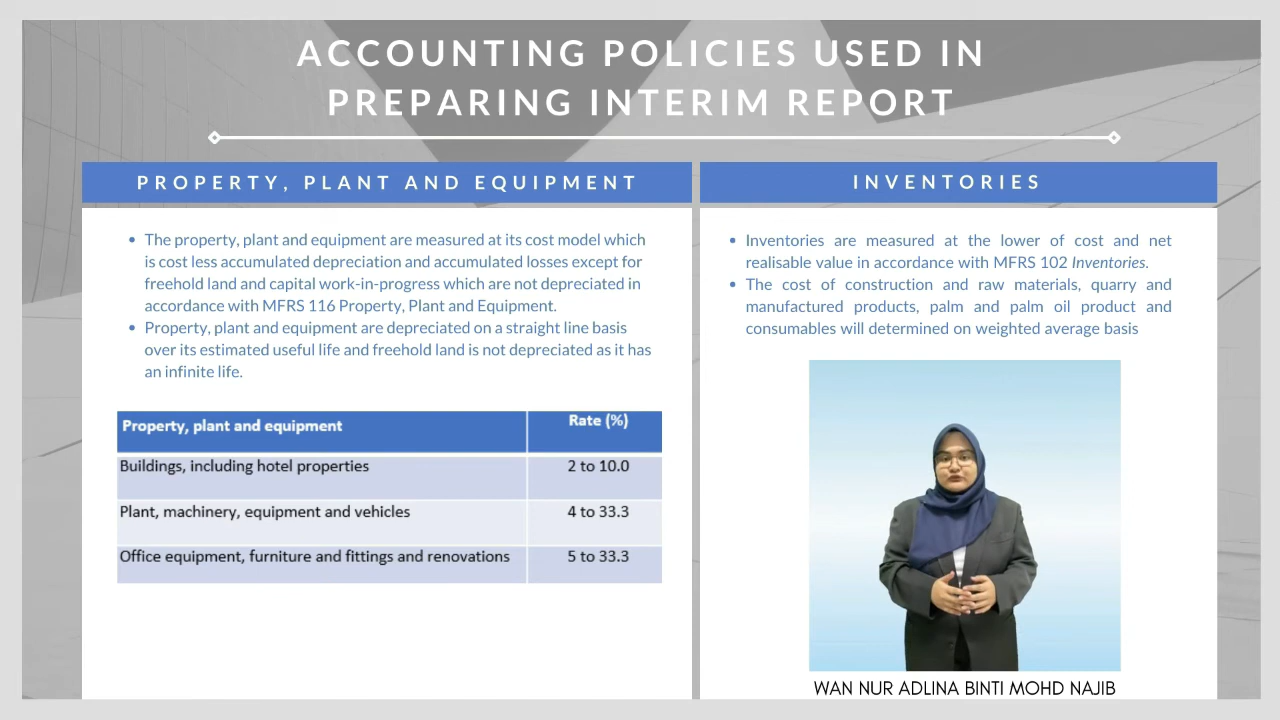 ACCOUNTING POLICIES USED IN
PREPARING INTERIM REPORT
PROPERTY, PLANT AND EQUIPMENT
• The property, plant and equipment are measured at its cost model which
is cost less accumulated depreciation and accumulated losses except for
freehold land and capital work-in-progress which are not depreciated in
accordance with MFRS 116 Property, Plant and Equipment.
• Property, plant and equipment are depreciated on a straight line basis
over its estimated useful life and freehold land is not depreciated as it has
an infinite life.
Property, plant and equipment Rate (%)
Buildings, including hotel properties 2 to 10.0
Plant, machinery, equipment and vehicles 4 to 33.3
Office equipment, furniture and fittings and renovations 5 to 33.3
INVENTORIES
• Inventories are measured at the lower of cost and net
realisable value in accordance with MFRS 102 Inventories.
• The cost of construction and raw materials, quarry and
manufactured products, palm and palm oil product and
consumables will determined on weighted average basis
WAN NUR ADLINA BINTI MOHD NAJIB